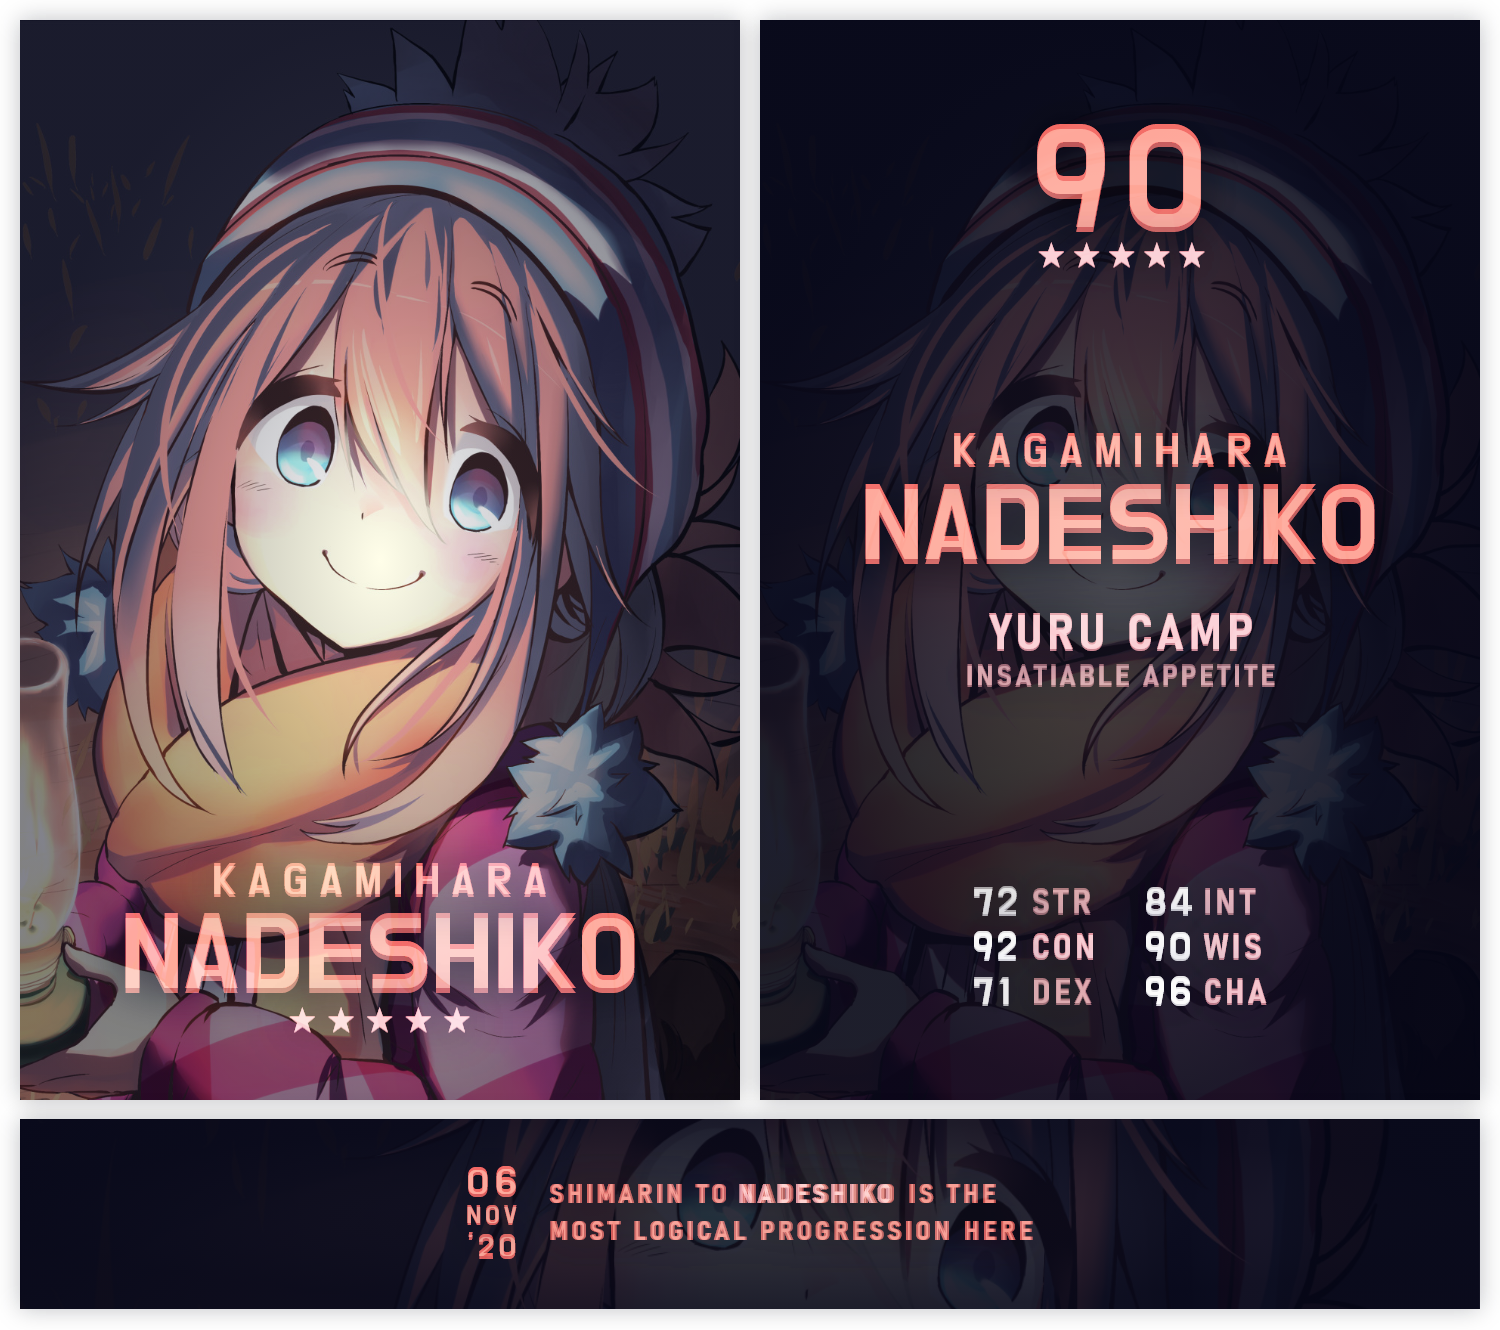 KAGAMIHARA
NADESHIKO
★★★★★
90
★★★★★
KAGAMIHARA
NADESHIKO
YURU CAMP
INSATIABLE APPETITE
72 STR 84 INT
92 CON 90 WIS
71 DEX 96 CHA
06
NOV
'20
SHIMARIN TO NADESHIKO IS THE
MOST LOGICAL PROGRESSION HERE